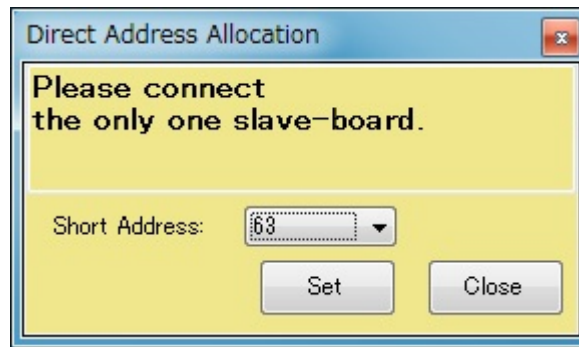 Direct Address Allocation
Please connect
the only one slave-board.
Short Address: 63
Set Close